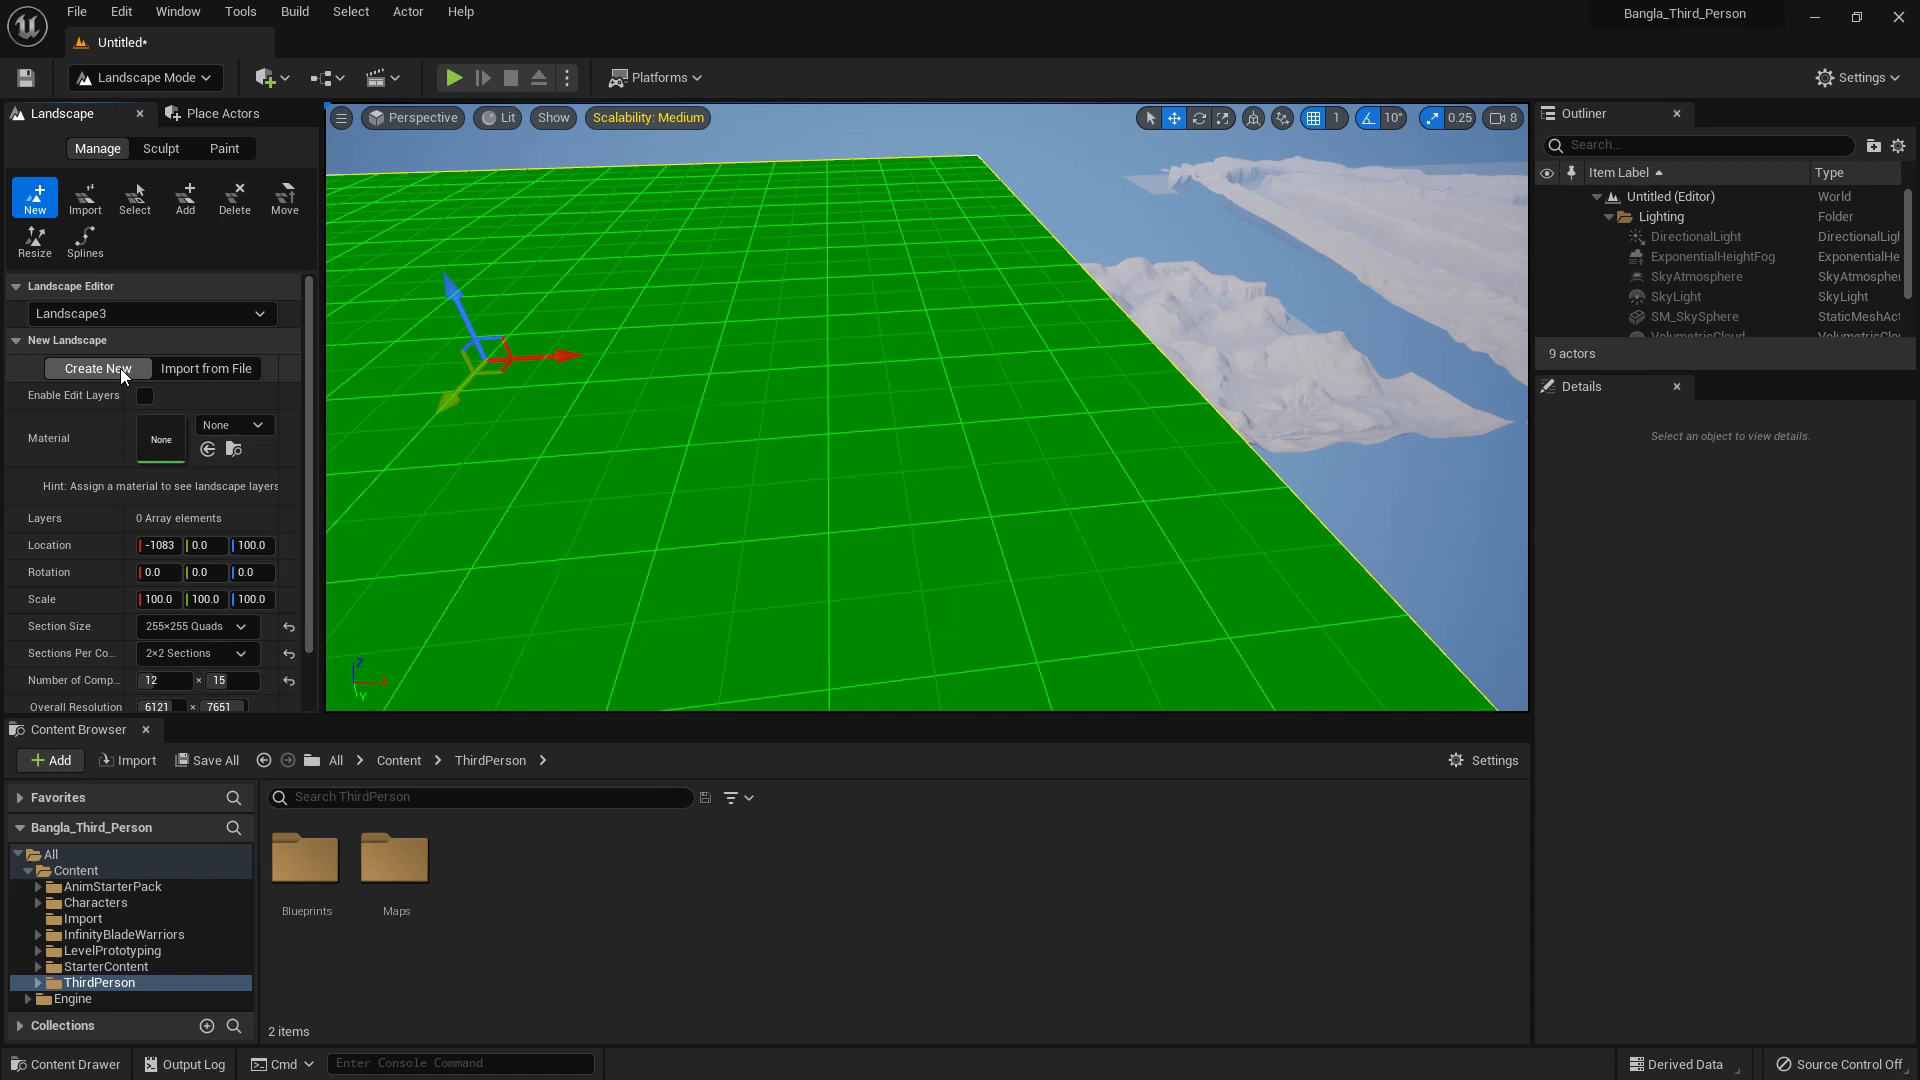 File Edit Window Tools Build Select Actor Help
Bangla_Third_Person
Untitled*
Landscape Mode
Platforms
Settings
Landscape
Place Actors
Perspective
Lit
Show
Scalability: Medium
1
10°
0.25
8
Outliner
Manage
Sculpt
Paint
Search...
Item Label
Type
New
Import
Select
Add
Delete
Move
Untitled (Editor) World
Lighting Folder
DirectionalLight DirectionalLigh
Resize
Splines
ExponentialHeightFog ExponentialHe
SkyAtmosphere SkyAtmospher
SkyLight SkyLight
SM_SkySphere StaticMeshAct
9 actors
Landscape Editor
Landscape3
New Landscape
Create New
Import from File
Enable Edit Layers
Material
None
None
Hint: Assign a material to see landscape layers
Layers 0 Array elements
Location -1083 0.0 100.0
Rotation 0.0 0.0 0.0
Scale 100.0 100.0 100.0
Section Size 255×255 Quads
Sections Per Co... 2×2 Sections
Number of Comp... 12 × 15
Overall Resolution 6121 × 7651
Z
X
Y
Details
Select an object to view details.
Content Browser
Add
Import
Save All
All
Content
ThirdPerson
Settings
Favorites
Search ThirdPerson
Bangla_Third_Person
All
Content
AnimStarterPack
Characters
Import
InfinityBladeWarriors
LevelPrototyping
StarterContent
ThirdPerson
Engine
Blueprints
Maps
Collections
2 items
Content Drawer
Output Log
Cmd
Enter Console Command
Derived Data
Source Control Off